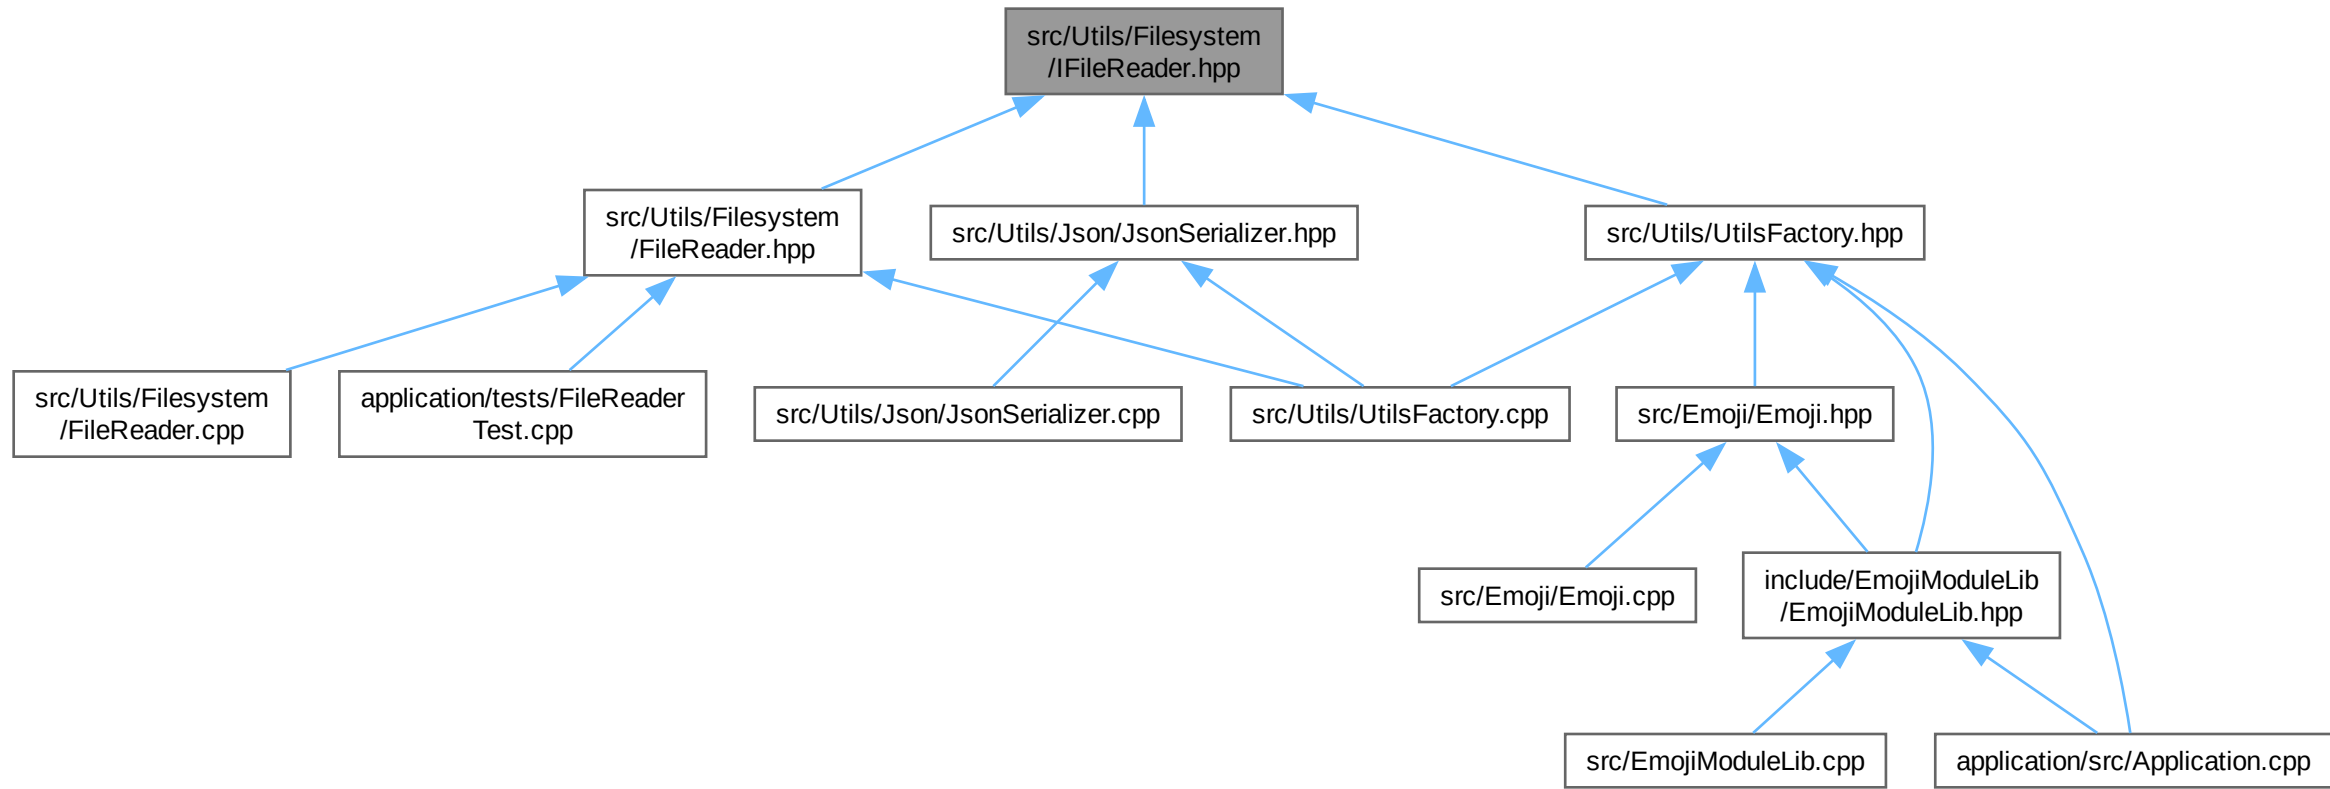 src/Utils/Filesystem
/IFileReader.hpp
src/Utils/Filesystem
/FileReader.hpp
src/Utils/Json/JsonSerializer.hpp
src/Utils/UtilsFactory.hpp
src/Utils/Filesystem
/FileReader.cpp
application/tests/FileReader
Test.cpp
src/Utils/Json/JsonSerializer.cpp
src/Utils/UtilsFactory.cpp
src/Emoji/Emoji.hpp
src/Emoji/Emoji.cpp
include/EmojiModuleLib
/EmojiModuleLib.hpp
src/EmojiModuleLib.cpp
application/src/Application.cpp